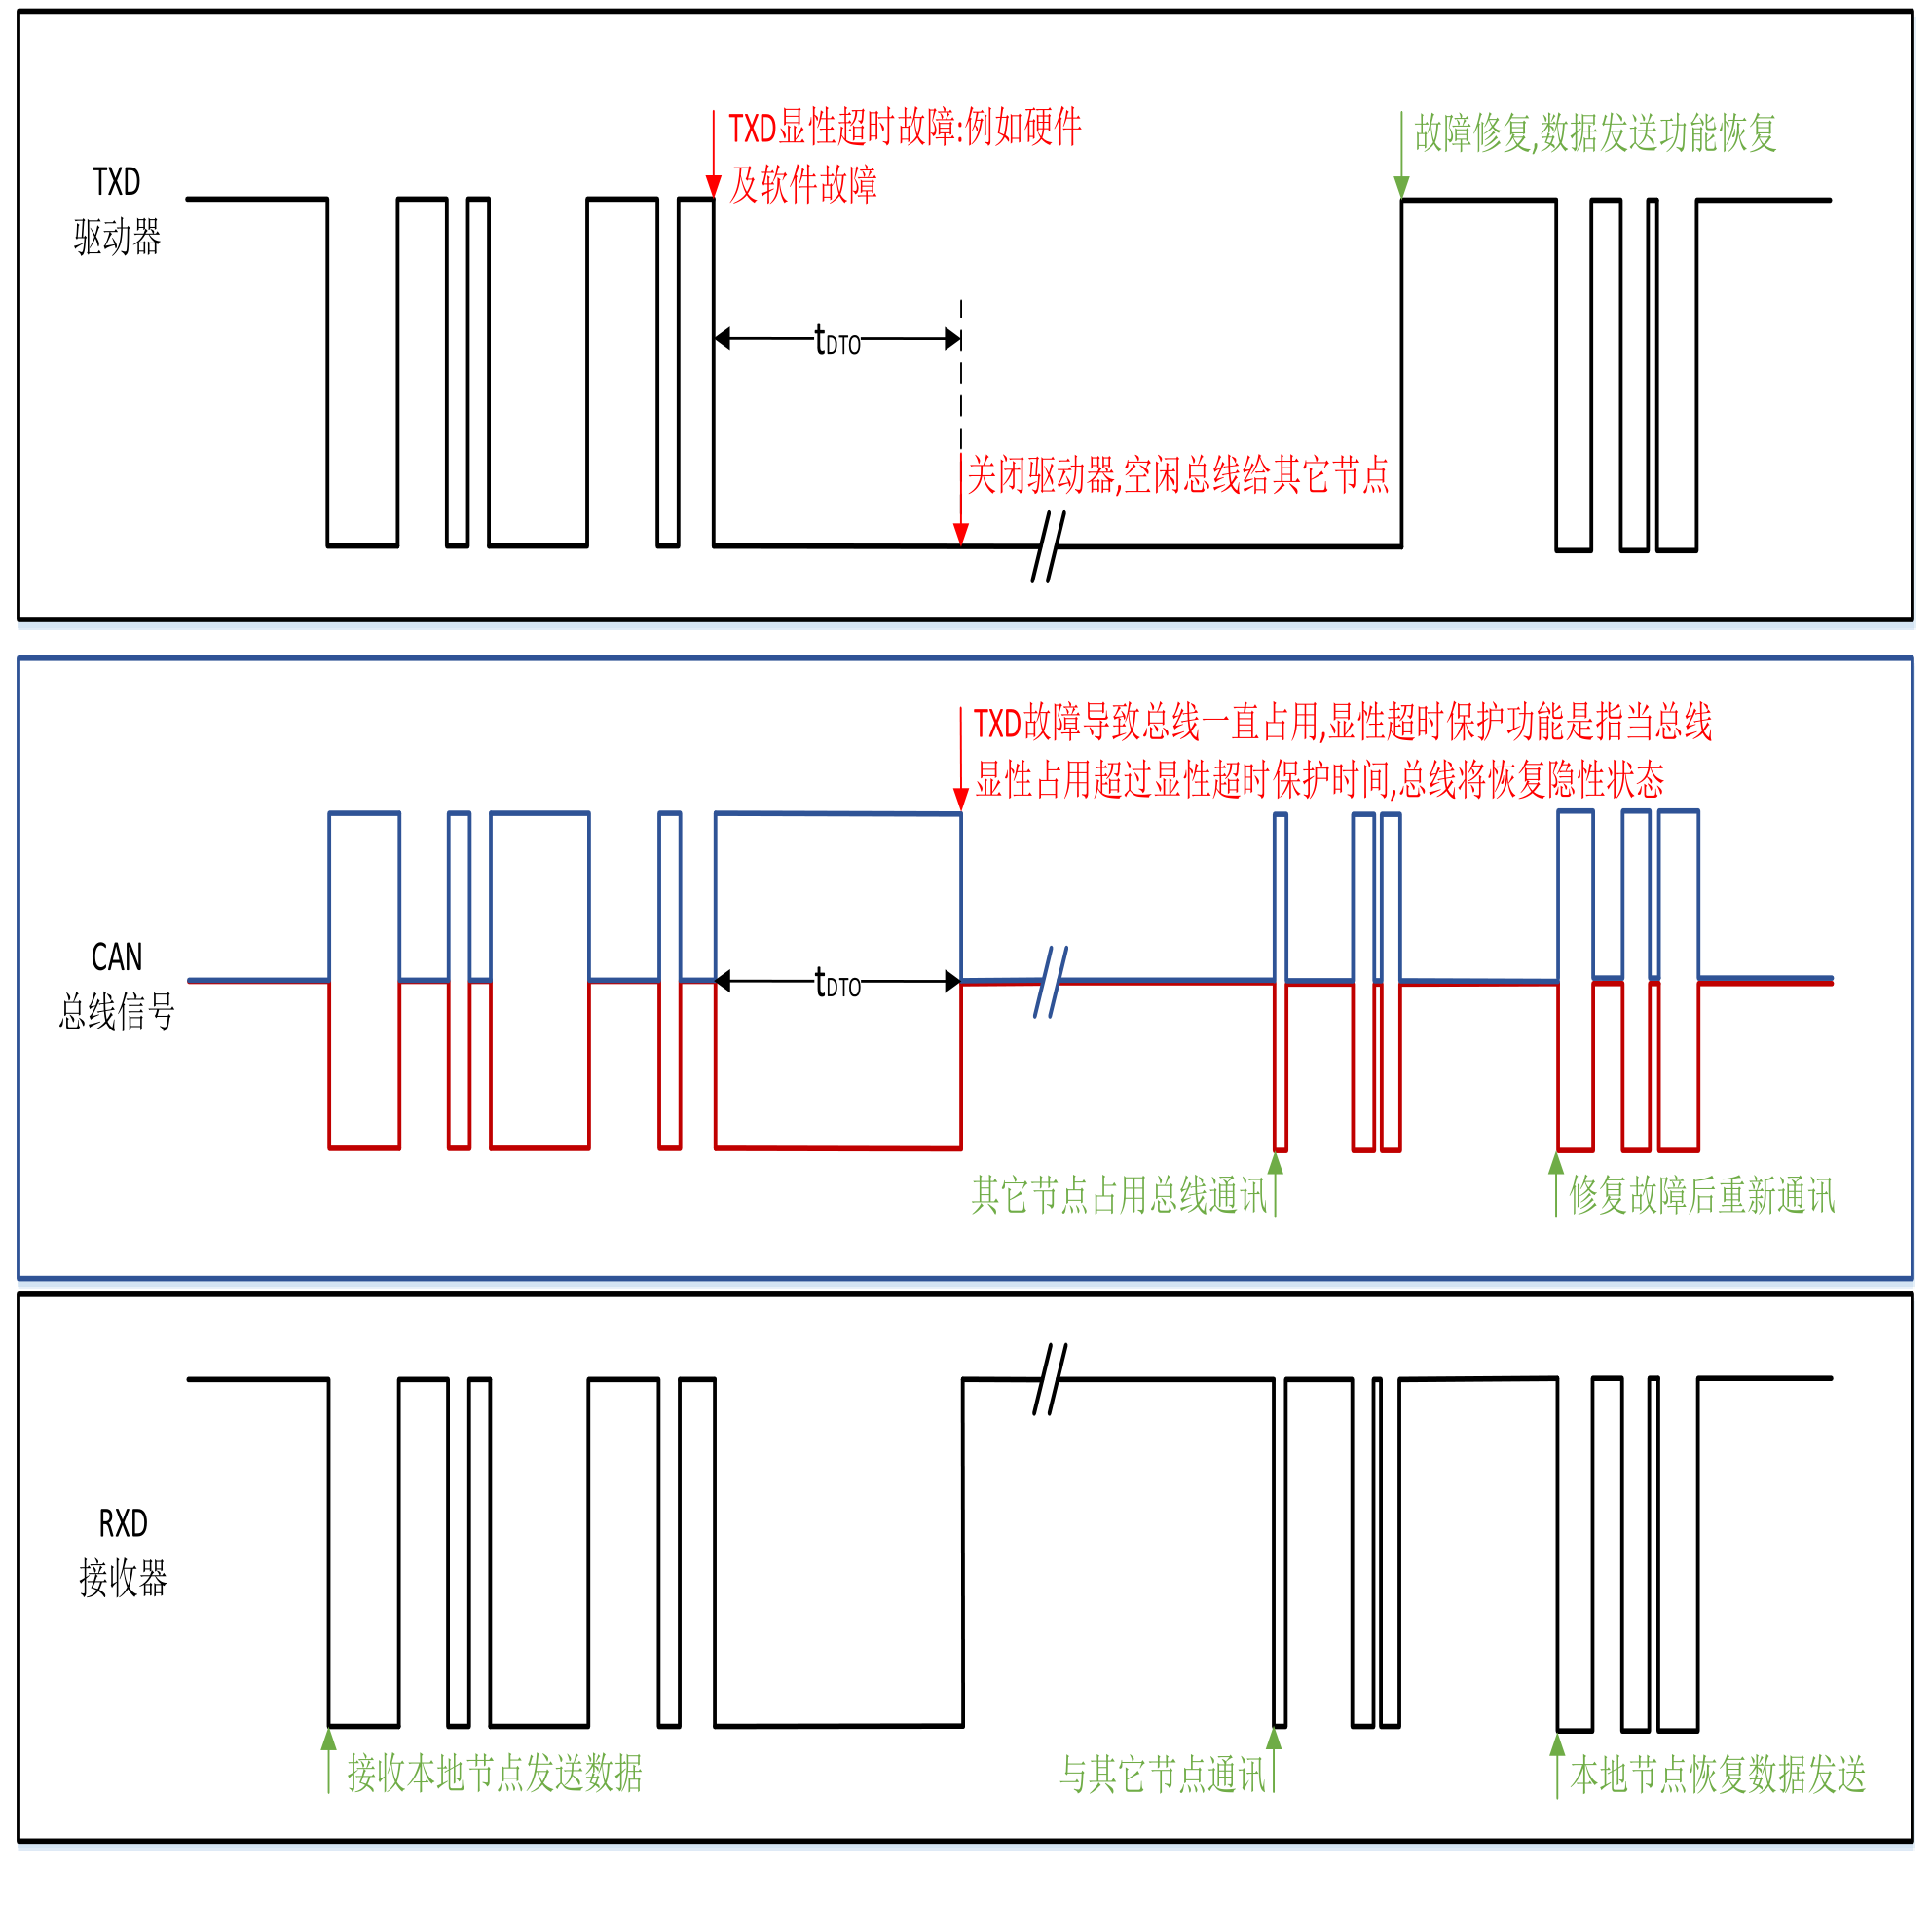 TXD显性超时故障:例如硬件
及软件故障
故障修复,数据发送功能恢复
TXD
驱动器
tDTO
关闭驱动器,空闲总线给其它节点
TXD故障导致总线一直占用,显性超时保护功能是指当总线
显性占用超过显性超时保护时间,总线将恢复隐性状态
CAN
总线信号
tDTO
其它节点占用总线通讯
修复故障后重新通讯
RXD
接收器
接收本地节点发送数据
与其它节点通讯
本地节点恢复数据发送